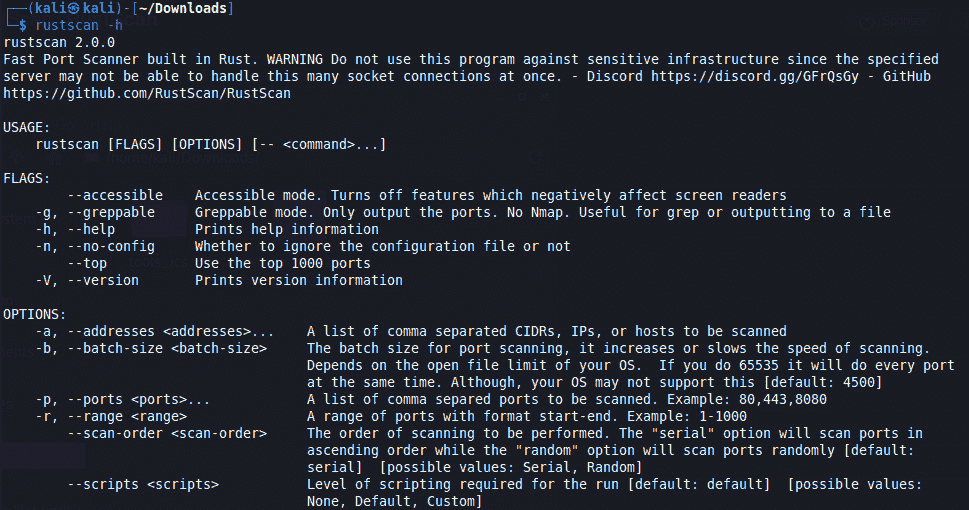 ┌──(kali㉿kali)-[~/Downloads]
└─$ rustscan -h
rustscan 2.0.0
Fast Port Scanner built in Rust. WARNING Do not use this program against sensitive infrastructure since the specified
server may not be able to handle this many socket connections at once. - Discord https://discord.gg/GFrQsGy - GitHub
https://github.com/RustScan/RustScan

USAGE:
    rustscan [FLAGS] [OPTIONS] [-- <command>...]

FLAGS:
        --accessible    Accessible mode. Turns off features which negatively affect screen readers
    -g, --greppable     Greppable mode. Only output the ports. No Nmap. Useful for grep or outputting to a file
    -h, --help          Prints help information
    -n, --no-config     Whether to ignore the configuration file or not
        --top           Use the top 1000 ports
    -V, --version       Prints version information

OPTIONS:
    -a, --addresses <addresses>...    A list of comma separated CIDRs, IPs, or hosts to be scanned
    -b, --batch-size <batch-size>     The batch size for port scanning, it increases or slows the speed of scanning.
                                      Depends on the open file limit of your OS.  If you do 65535 it will do every port
                                      at the same time. Although, your OS may not support this [default: 4500]
    -p, --ports <ports>...            A list of comma separed ports to be scanned. Example: 80,443,8080
    -r, --range <range>               A range of ports with format start-end. Example: 1-1000
        --scan-order <scan-order>     The order of scanning to be performed. The "serial" option will scan ports in
                                      ascending order while the "random" option will scan ports randomly [default:
                                      serial]  [possible values: Serial, Random]
        --scripts <scripts>           Level of scripting required for the run [default: default]  [possible values:
                                      None, Default, Custom]